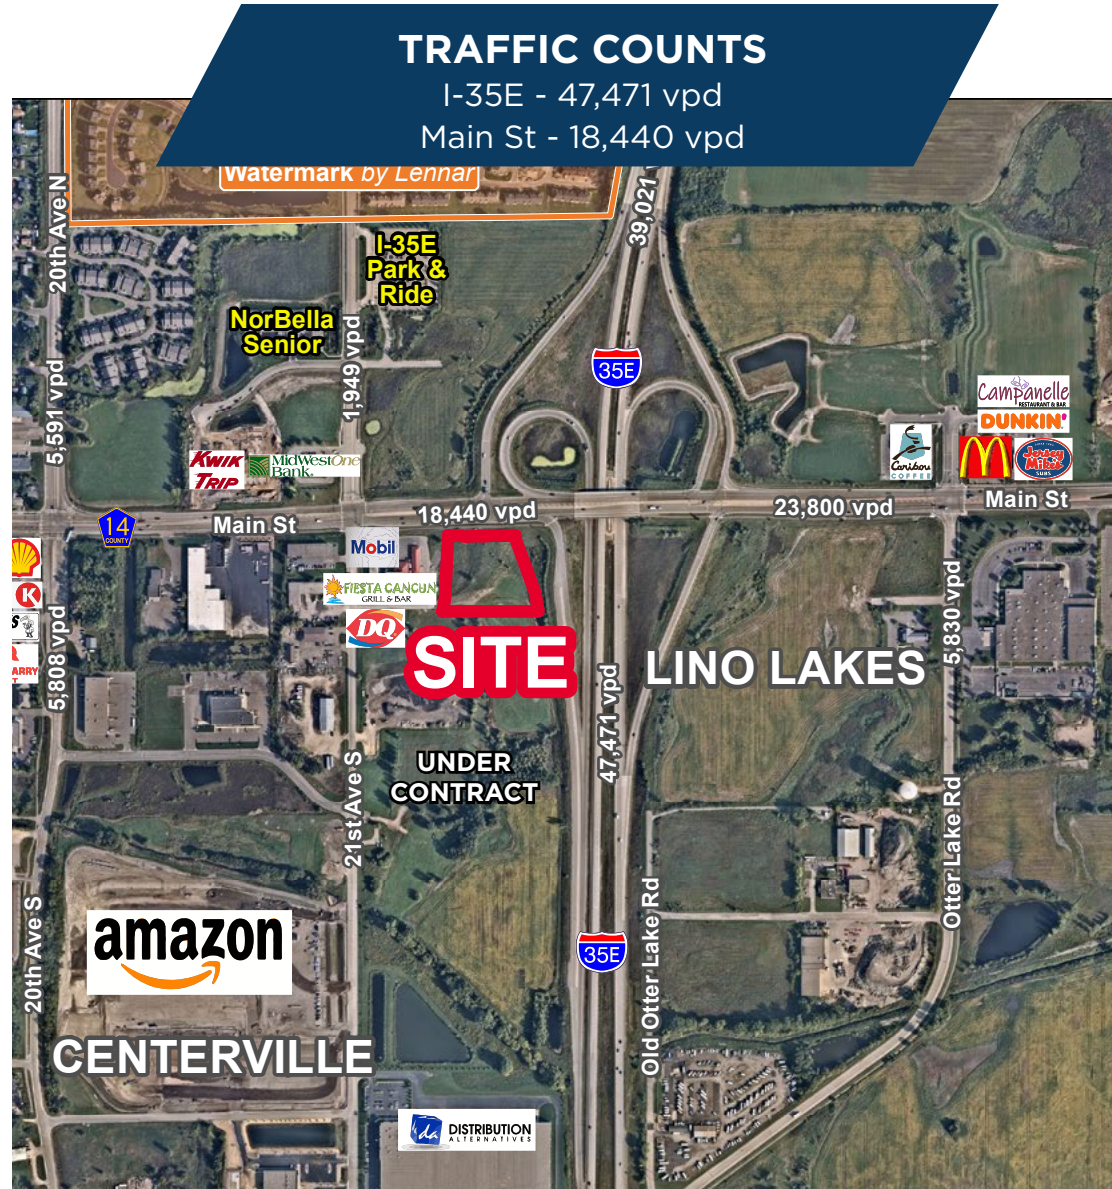 TRAFFIC COUNTS
I-35E - 47,471 vpd
Main St - 18,440 vpd
Watermark by Lennar
20th Ave N
39,021
I-35E
Park &
Ride
NorBella
Senior
1,949 vpd
5,591 vpd
35E
Campanelle
RESTAURANT & BAR
DUNKIN'
Caribou
COFFEE
Jersey
Mike's
SUBS
KWIK
TRIP
MidWestOne
Bank
14
COUNTY
Main St
18,440 vpd
23,800 vpd
Main St
Mobil
FIESTA CANCUN
GRILL & BAR
DQ
K
5,808 vpd
5,830 vpd
SITE
LINO LAKES
47,471 vpd
UNDER
CONTRACT
21st Ave S
Otter Lake Rd
20th Ave S
amazon
35E
Old Otter Lake Rd
CENTERVILLE
da
DISTRIBUTION
ALTERNATIVES